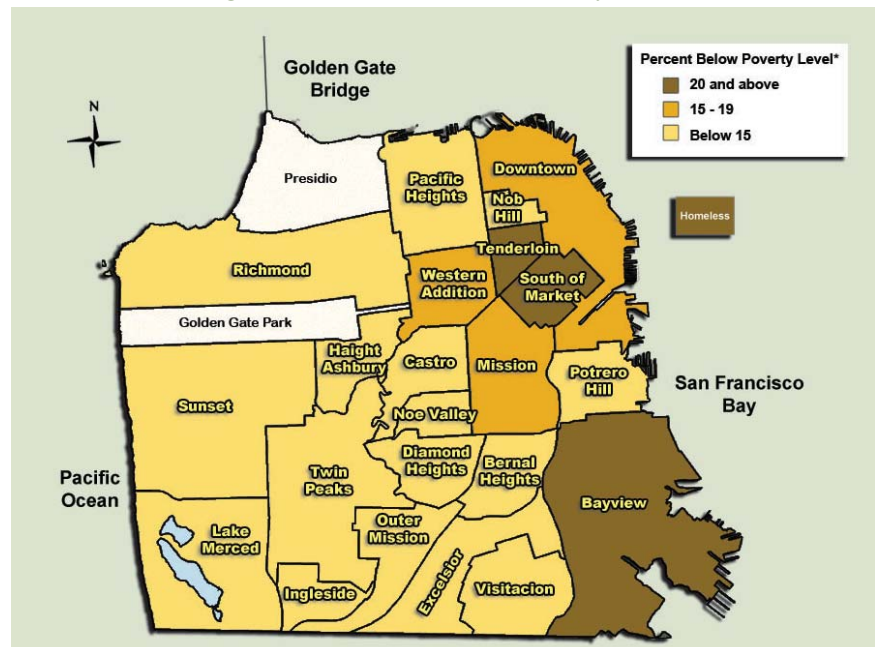 Golden Gate
Bridge
Percent Below Poverty Level*
20 and above
15 - 19
Below 15
N
Presidio
Pacific
Heights
Downtown
Nob
Hill
Homeless
Tenderloin
Richmond
Western
Addition
South of
Market
Golden Gate Park
Haight
Ashbury
Castro
Mission
Potrero
Hill
San Francisco
Bay
Sunset
Noe Valley
Diamond
Heights
Bernal
Heights
Twin
Peaks
Pacific
Ocean
Bayview
Lake
Merced
Outer
Mission
Ingleside
Excelsior
Visitacion